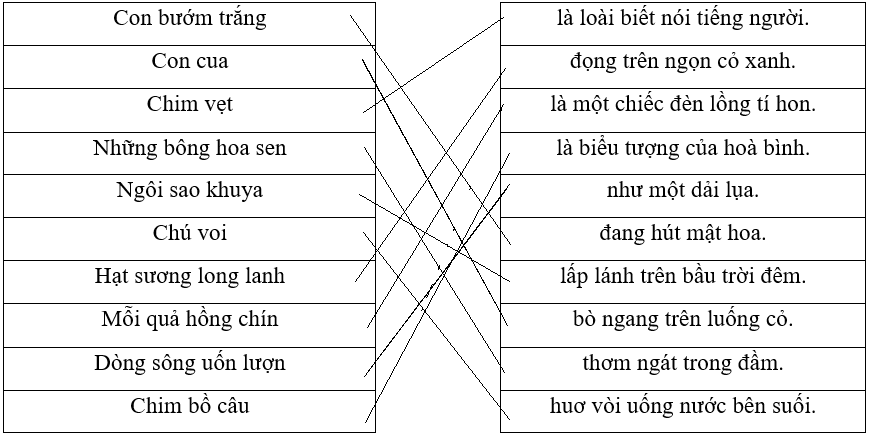 Con bướm trắng là loài biết nói tiếng người.
Con cua đọng trên ngọn cỏ xanh.
Chim vẹt là một chiếc đèn lồng tí hon.
Những bông hoa sen là biểu tượng của hoà bình.
Ngôi sao khuya như một dải lụa.
Chú voi đang hút mật hoa.
Hạt sương long lanh lấp lánh trên bầu trời đêm.
Mỗi quả hồng chín bò ngang trên luống cỏ.
Dòng sông uốn lượn thơm ngát trong đầm.
Chim bồ câu huơ vòi uống nước bên suối.